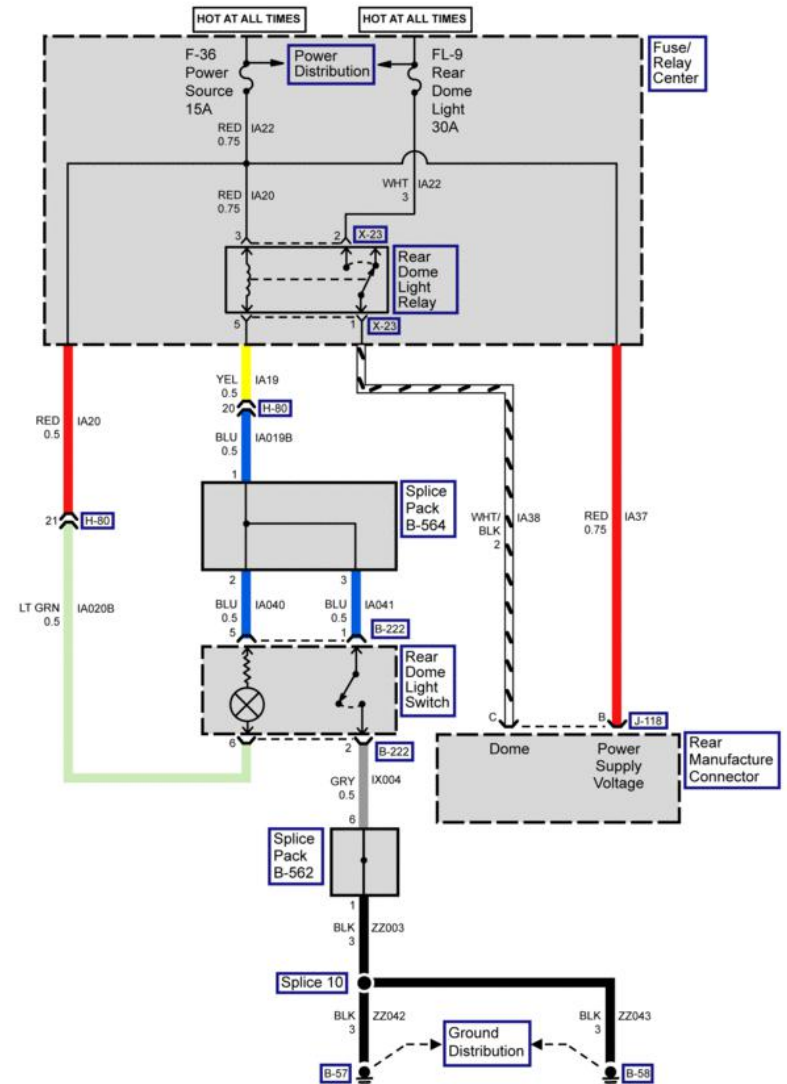 HOT AT ALL TIMES
HOT AT ALL TIMES
F-36
Power
Source
15A
Power
Distribution
FL-9
Rear
Dome
Light
30A
Fuse/
Relay
Center
RED
0.75
IA22
WHT
3
IA22
RED
0.75
IA20
3
2
X-23
Rear
Dome
Light
Relay
5
1
X-23
YEL
0.5
IA19
20
H-80
RED
0.5
IA20
BLU
0.5
IA019B
1
Splice
Pack
B-564
21
H-80
WHT/
BLK
2
IA38
RED
0.75
IA37
2
3
LT GRN
0.5
IA020B
BLU
0.5
IA040
BLU
0.5
IA041
5
1
B-222
Rear
Dome
Light
Switch
6
2
B-222
C
B
J-118
Dome
Power
Supply
Voltage
Rear
Manufacture
Connector
GRY
0.5
IX004
6
Splice
Pack
B-562
1
BLK
3
ZZ003
Splice 10
BLK
3
ZZ042
BLK
3
ZZ043
Ground
Distribution
B-57
B-58